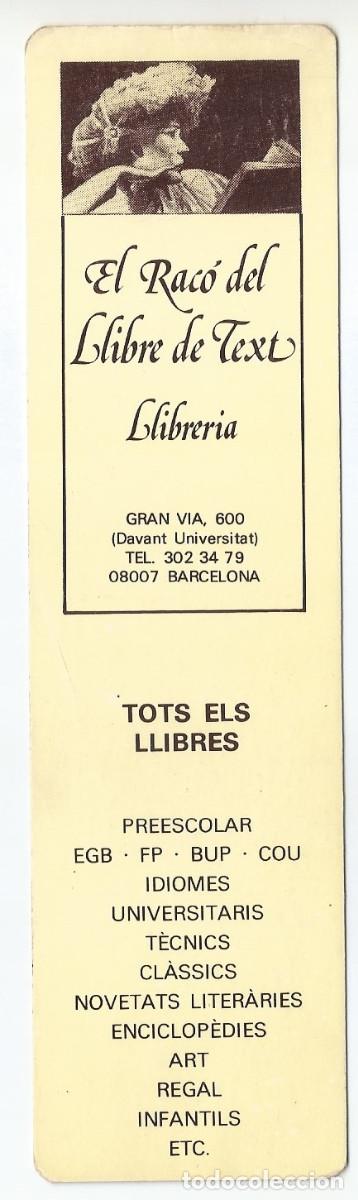 El Racó del
Llibre de Text
Llibreria
GRAN VIA, 600
(Davant Universitat)
TEL. 302 34 79
08007 BARCELONA
TOTS ELS
LLIBRES
PREESCOLAR
EGB · FP · BUP · COU
IDIOMES
UNIVERSITARIS
TÈCNICS
CLÀSSICS
NOVETATS LITERÀRIES
ENCICLOPÈDIES
ART
REGAL
INFANTILS
ETC.
todocoleccion.net